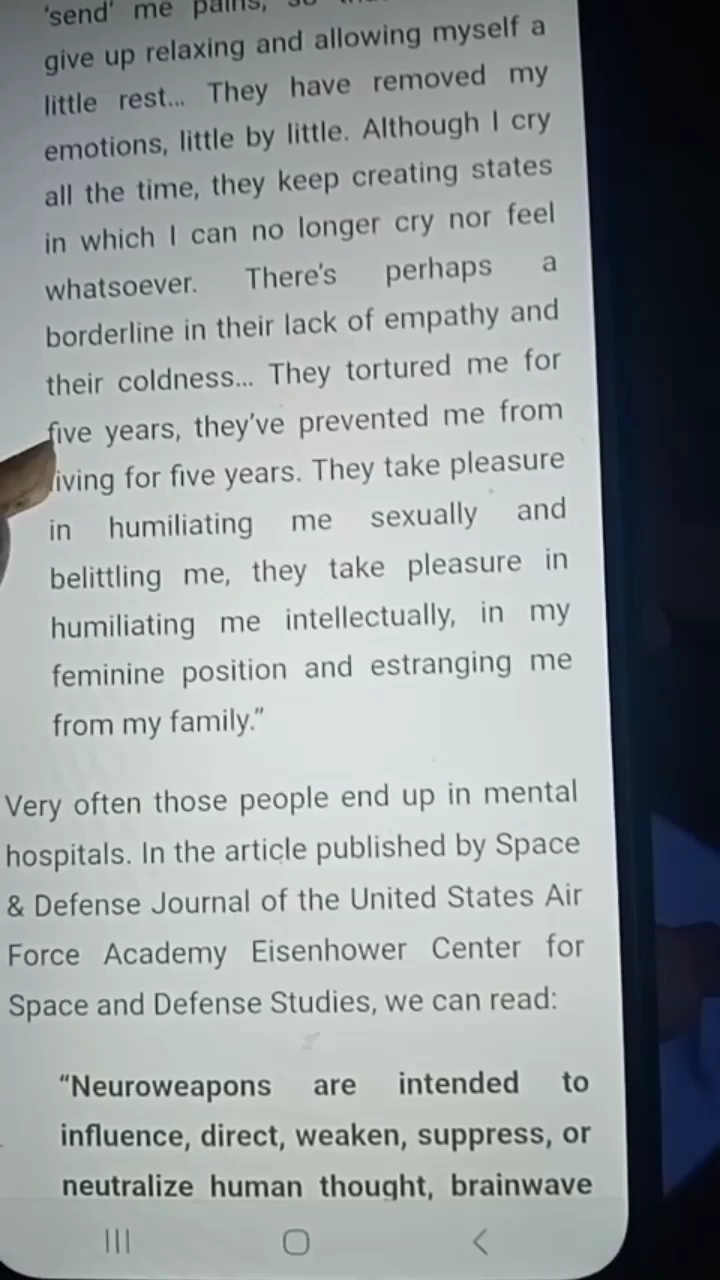 'send' me pains,
give up relaxing and allowing myself a
little rest... They have removed my
emotions, little by little. Although I cry
all the time, they keep creating states
in which I can no longer cry nor feel
whatsoever. There's perhaps a
borderline in their lack of empathy and
their coldness... They tortured me for
five years, they've prevented me from
iving for five years. They take pleasure
in humiliating me sexually and
belittling me, they take pleasure in
humiliating me intellectually, in my
feminine position and estranging me
from my family."
Very often those people end up in mental
hospitals. In the article published by Space
& Defense Journal of the United States Air
Force Academy Eisenhower Center for
Space and Defense Studies, we can read:
"Neuroweapons are intended to
influence, direct, weaken, suppress, or
neutralize human thought, brainwave